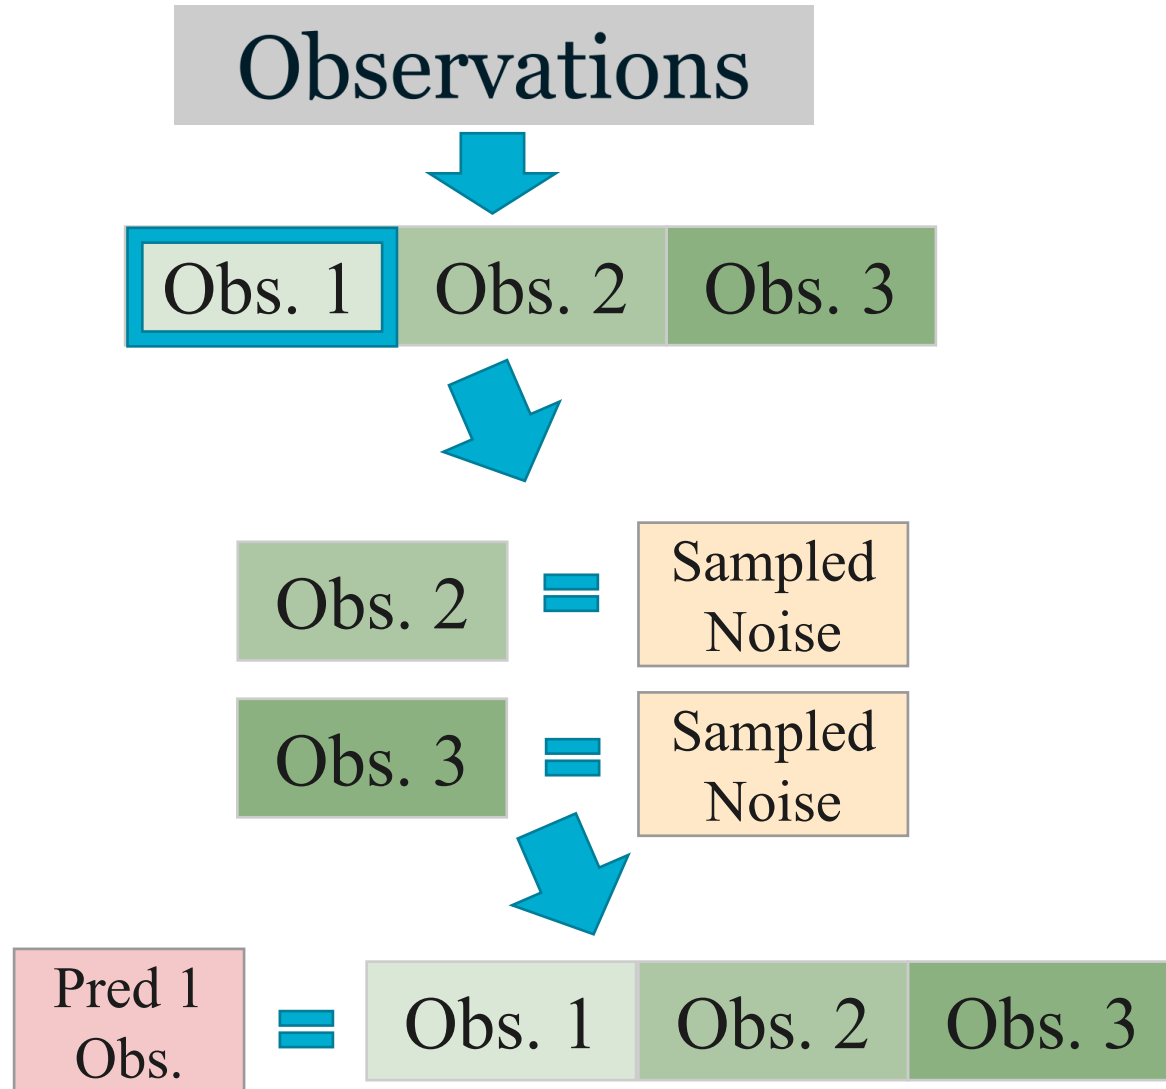 Observations
Obs. 1 Obs. 2 Obs. 3
Obs. 2 = Sampled
Noise
Obs. 3 = Sampled
Noise
Pred 1
Obs. = Obs. 1 Obs. 2 Obs. 3